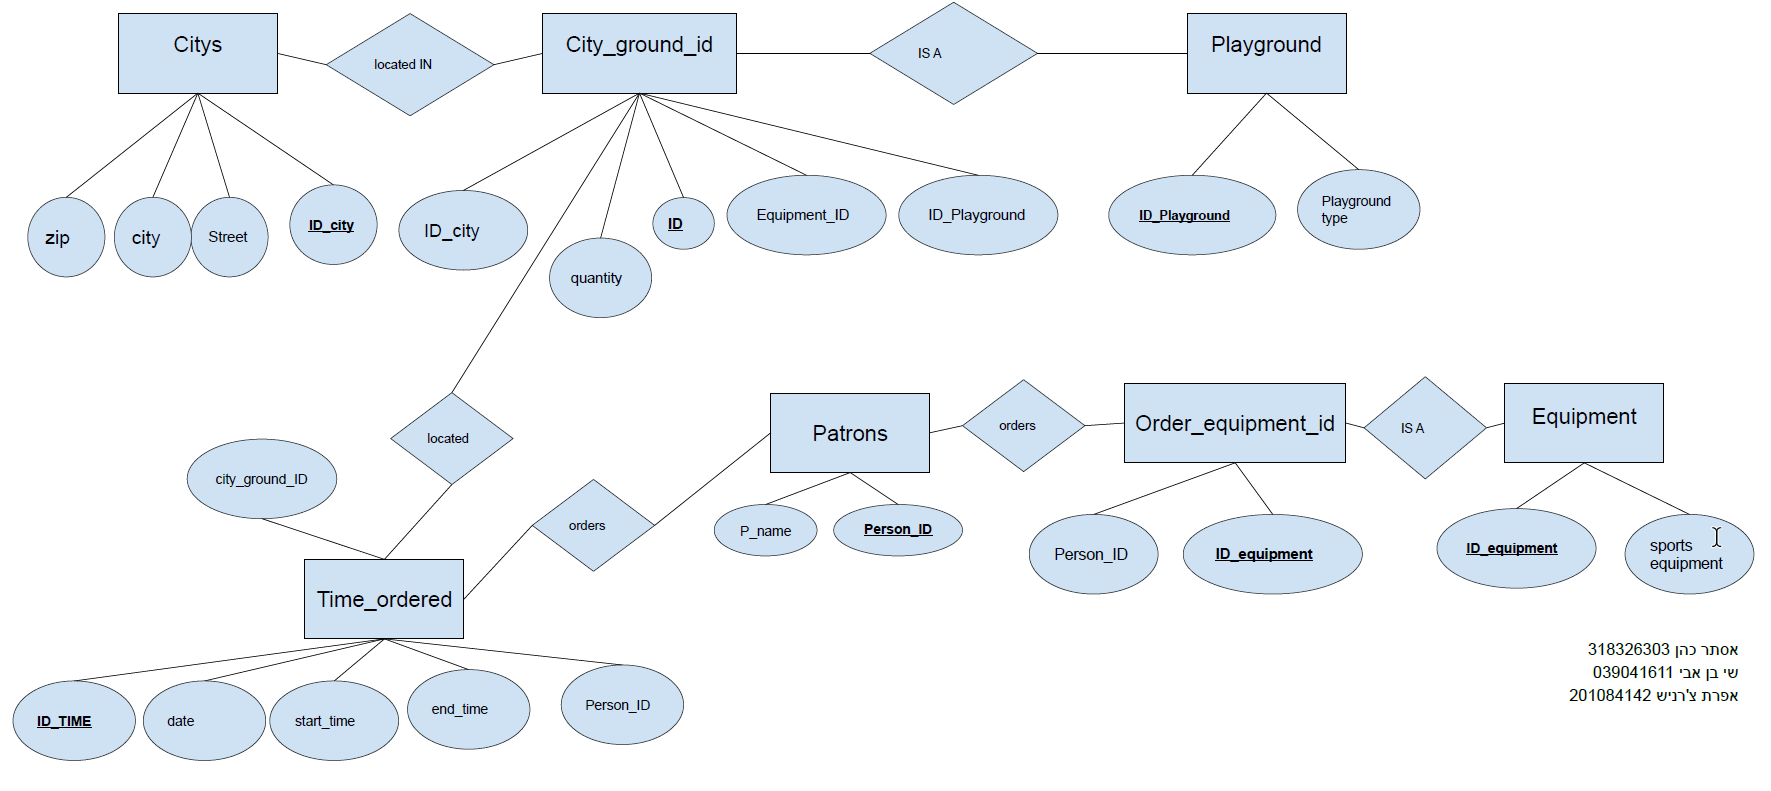 Citys
located IN
City_ground_id
IS A
Playground
zip
city
Street
ID_city
ID_city
quantity
ID
Equipment_ID
ID_Playground
ID_Playground
Playground
type
located
city_ground_ID
orders
Patrons
orders
Order_equipment_id
IS A
Equipment
P_name
Person_ID
Person_ID
ID_equipment
ID_equipment
sports
equipment
Time_ordered
ID_TIME
date
start_time
end_time
Person_ID
אסתר כהן 318326303
שי בן אבי 039041611
אפרת צ'רניש 201084142